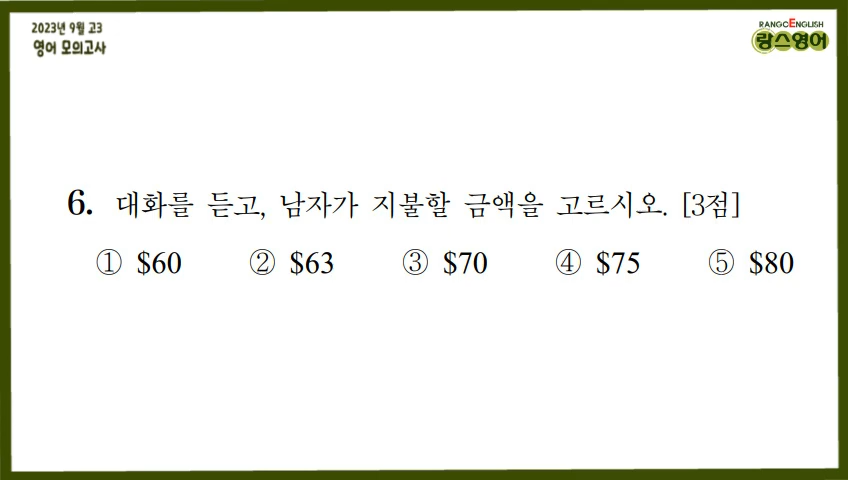 2023년 9월 고3
영어 모의고사
RANGCENGLISH
랑스영어
6. 대화를 듣고, 남자가 지불할 금액을 고르시오. [3점]
① $60 ② $63 ③ $70 ④ $75 ⑤ $80